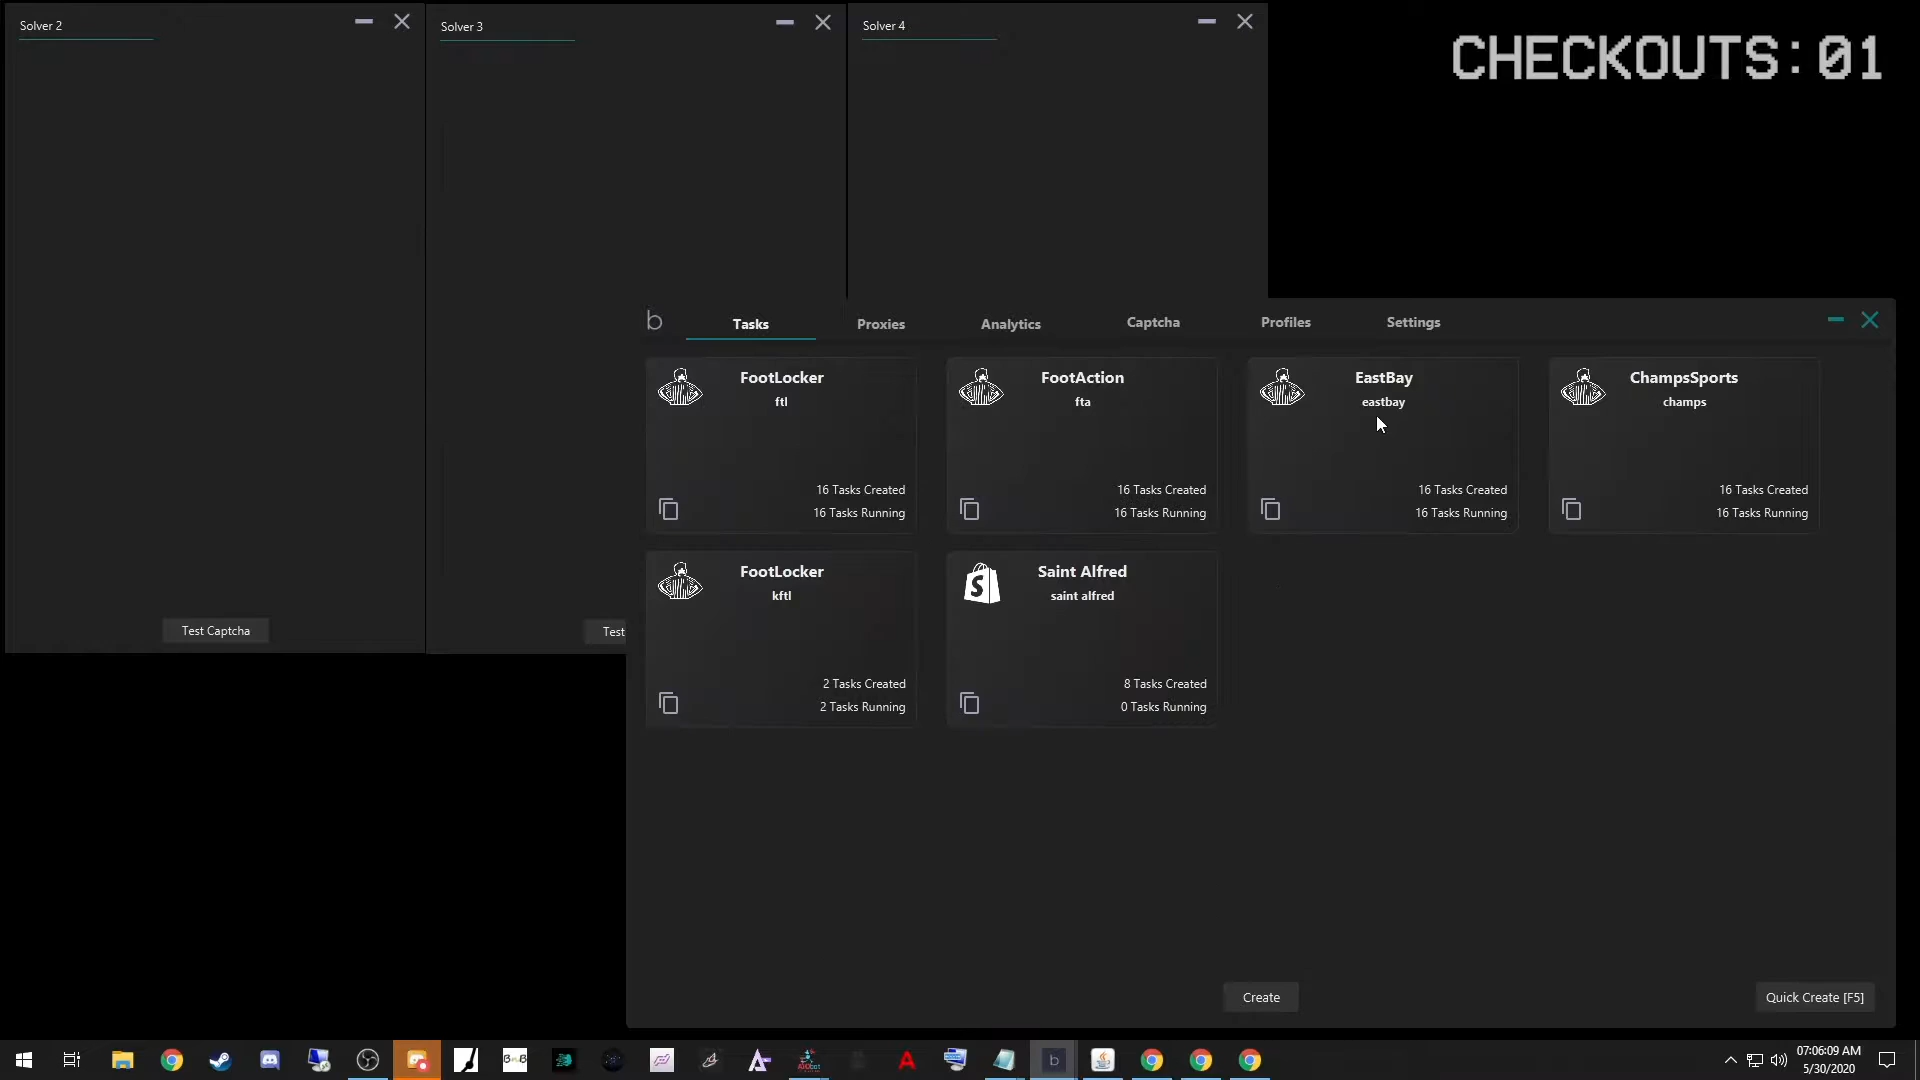 Solver 2
Solver 3
Solver 4
CHECKOUTS:01
b
Tasks
Proxies
Analytics
Captcha
Profiles
Settings
FootLocker
ftl
16 Tasks Created
16 Tasks Running
FootAction
fta
16 Tasks Created
16 Tasks Running
EastBay
eastbay
16 Tasks Created
16 Tasks Running
ChampsSports
champs
16 Tasks Created
16 Tasks Running
FootLocker
kftl
2 Tasks Created
2 Tasks Running
S
Saint Alfred
saint alfred
8 Tasks Created
0 Tasks Running
Test Captcha
Test
Create
Quick Create [F5]
BnB
A
b
07:06:09 AM
5/30/2020